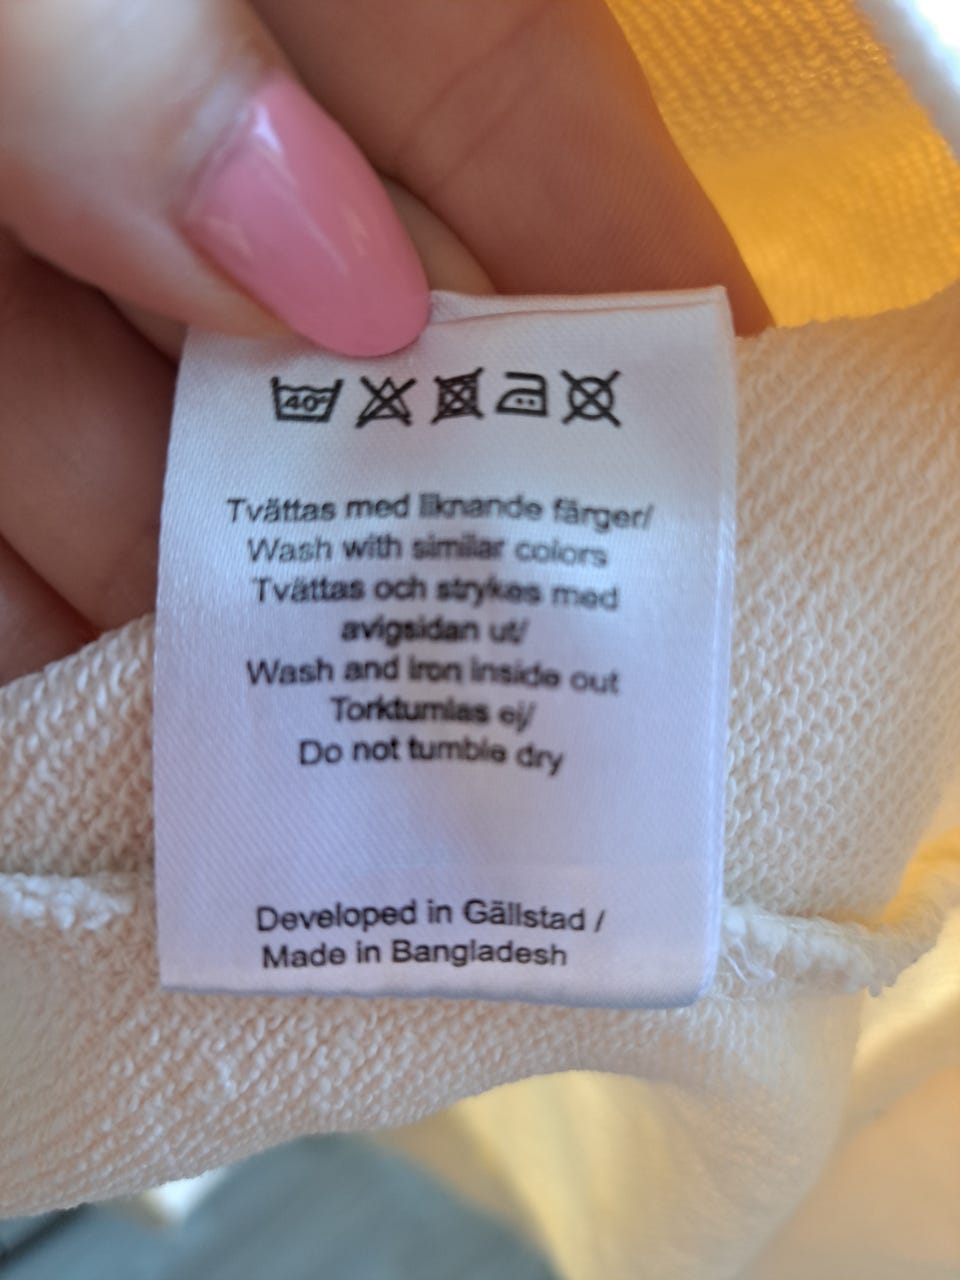 40°
Tvättas med liknande färger/
Wash with similar colors
Tvättas och strykes med
avigsidan ut/
Wash and iron inside out
Torktumlas ej/
Do not tumble dry
Developed in Gällstad /
Made in Bangladesh